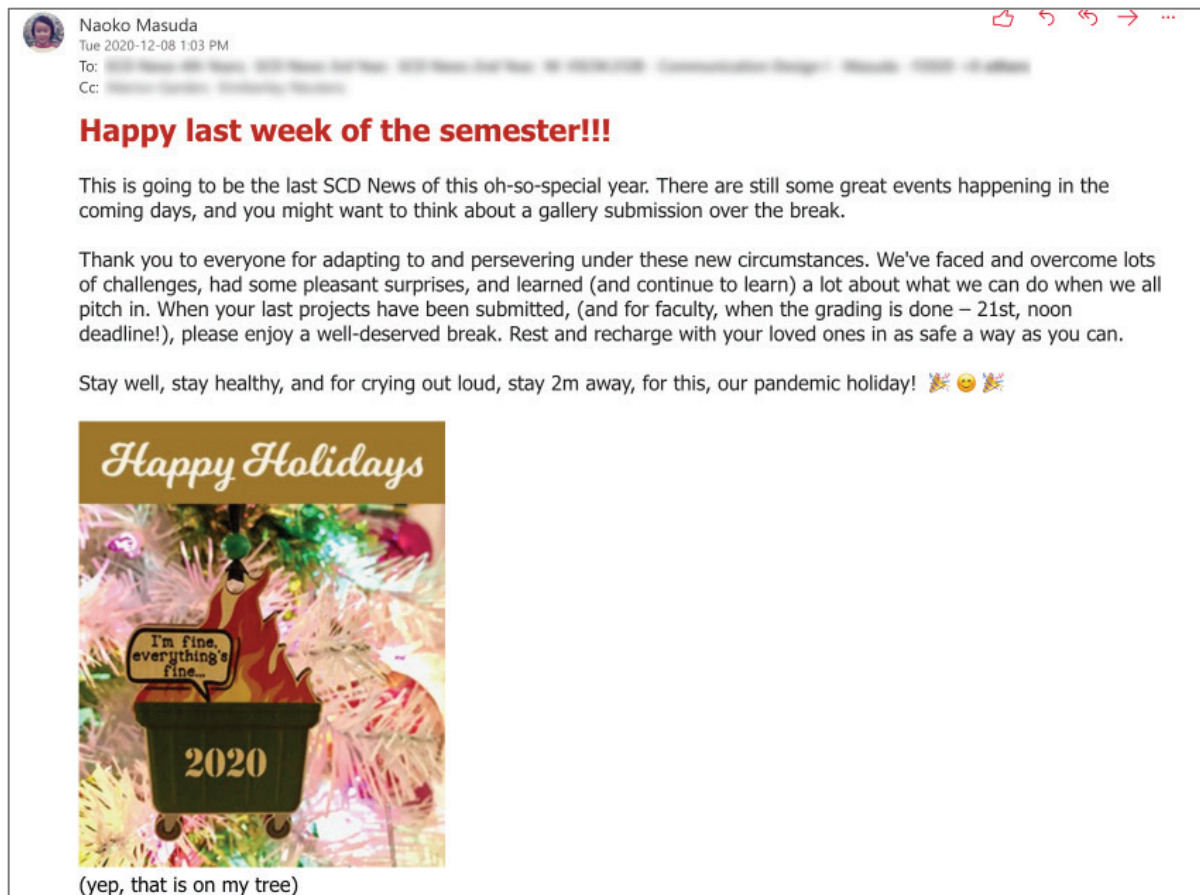 Naoko Masuda
Tue 2020-12-08 1:03 PM
To:
Cc:
Happy last week of the semester!!!
This is going to be the last SCD News of this oh-so-special year. There are still some great events happening in the
coming days, and you might want to think about a gallery submission over the break.
Thank you to everyone for adapting to and persevering under these new circumstances. We've faced and overcome lots
of challenges, had some pleasant surprises, and learned (and continue to learn) a lot about what we can do when we all
pitch in. When your last projects have been submitted, (and for faculty, when the grading is done – 21st, noon
deadline!), please enjoy a well-deserved break. Rest and recharge with your loved ones in as safe a way as you can.
Stay well, stay healthy, and for crying out loud, stay 2m away, for this, our pandemic holiday! 🎉 😊 🎉
Happy Holidays
I'm fine,
everything's
fine...
2020
(yep, that is on my tree)